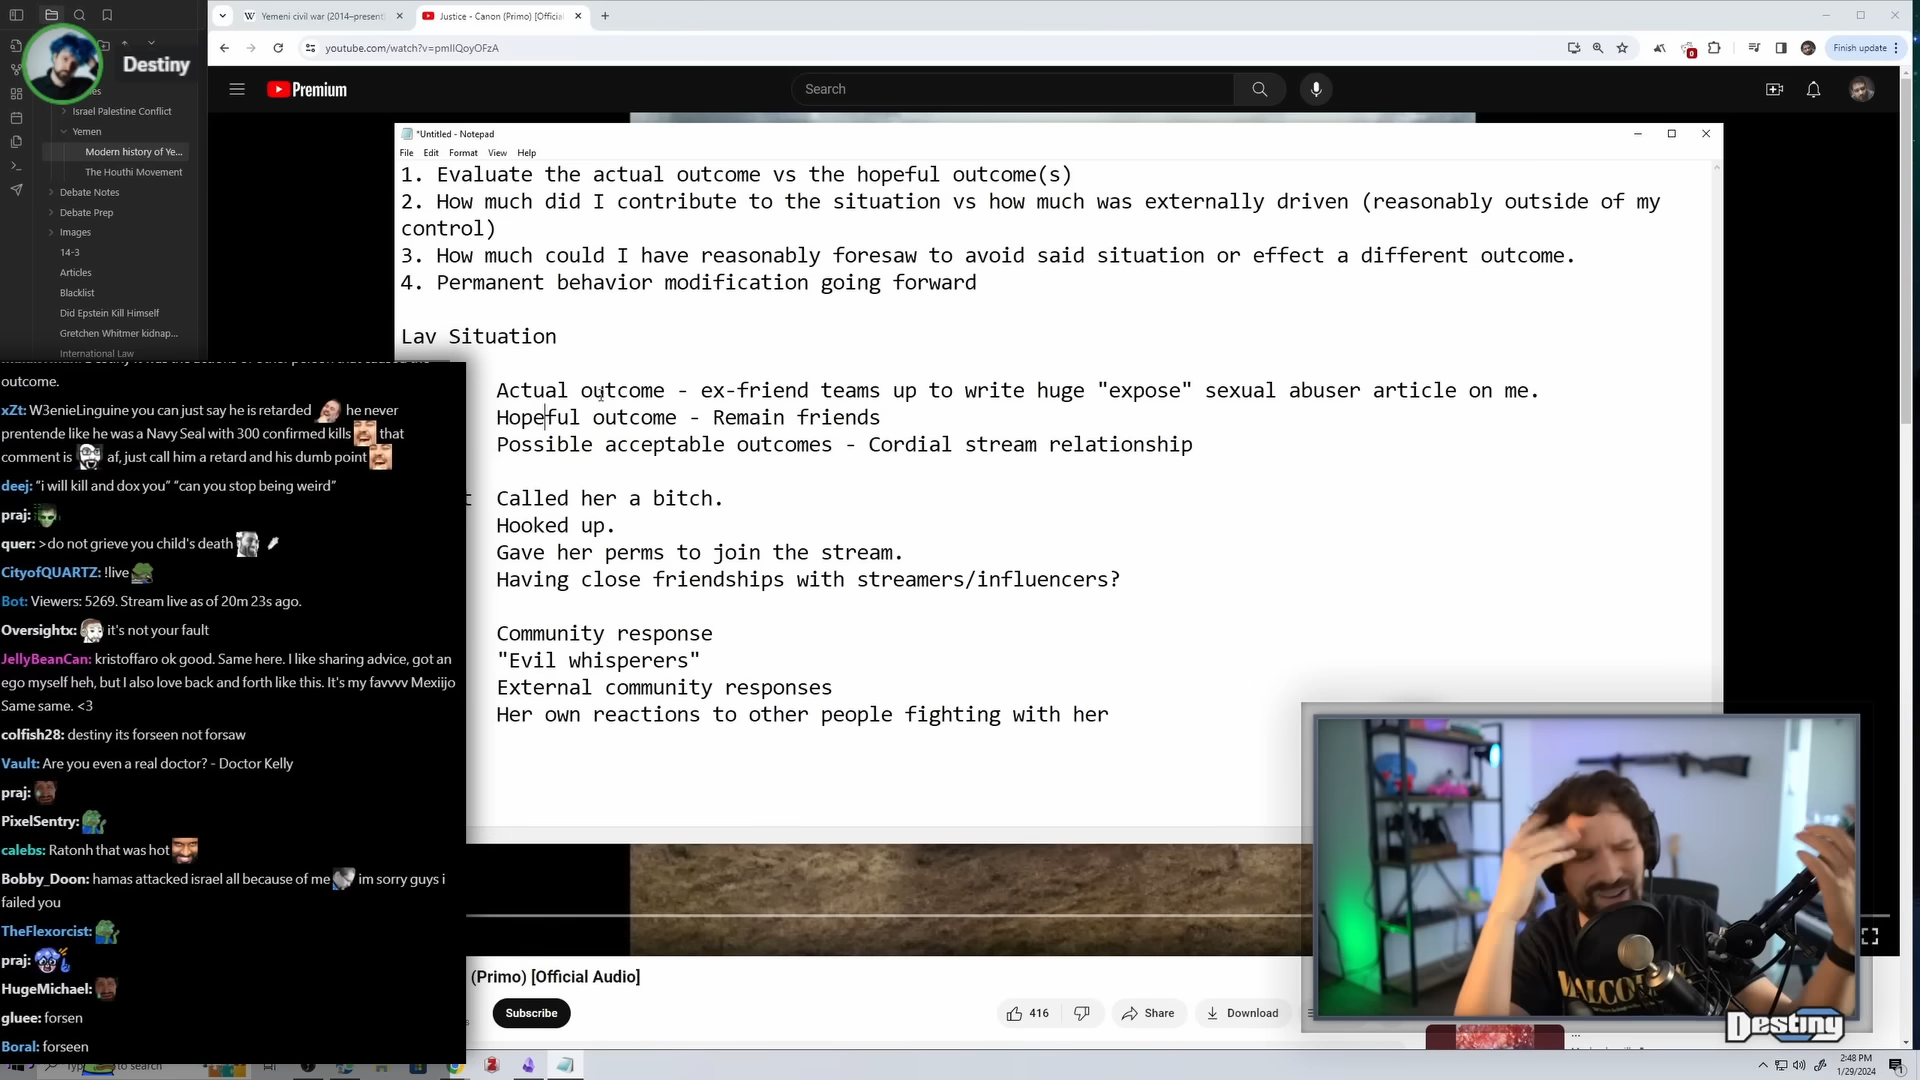 Yemeni civil war (2014–present
Justice - Canon (Primo) [Official
youtube.com/watch?v=pmIlQoyOFzA
Finish update
Premium
Search
Destiny
Israel Palestine Conflict
Yemen
Modern history of Ye...
The Houthi Movement
Debate Notes
Debate Prep
Images
14-3
Articles
Blacklist
Did Epstein Kill Himself
Gretchen Whitmer kidnap...
International Law
*Untitled - Notepad
File Edit Format View Help
1. Evaluate the actual outcome vs the hopeful outcome(s)
2. How much did I contribute to the situation vs how much was externally driven (reasonably outside of my
control)
3. How much could I have reasonably foresaw to avoid said situation or effect a different outcome.
4. Permanent behavior modification going forward
Lav Situation
Actual outcome - ex-friend teams up to write huge "expose" sexual abuser article on me.
Hopeful outcome - Remain friends
Possible acceptable outcomes - Cordial stream relationship
Called her a bitch.
Hooked up.
Gave her perms to join the stream.
Having close friendships with streamers/influencers?
Community response
"Evil whisperers"
External community responses
Her own reactions to other people fighting with her
outcome.
xZt: W3enieLinguine you can just say he is retarded he never
prentende like he was a Navy Seal with 300 confirmed kills that
comment is af, just call him a retard and his dumb point
deej: “i will kill and dox you” “can you stop being weird”
praj:
quer: >do not grieve you child's death
CityofQUARTZ: !live
Bot: Viewers: 5269. Stream live as of 20m 23s ago.
Oversightx: it's not your fault
JellyBeanCan: kristoffaro ok good. Same here. I like sharing advice, got an
ego myself heh, but I also love back and forth like this. It's my favvvv Mexiijo
Same same. <3
colfish28: destiny its forseen not forsaw
Vault: Are you even a real doctor? - Doctor Kelly
praj:
PixelSentry:
calebs: Ratonh that was hot
Bobby_Doon: hamas attacked israel all because of me im sorry guys i
failed you
TheFlexorcist:
praj:
HugeMichael:
gluee: forsen
Boral: forseen
(Primo) [Official Audio]
Subscribe
416
Share
Download
Destiny
to search
2:48 PM
1/29/2024